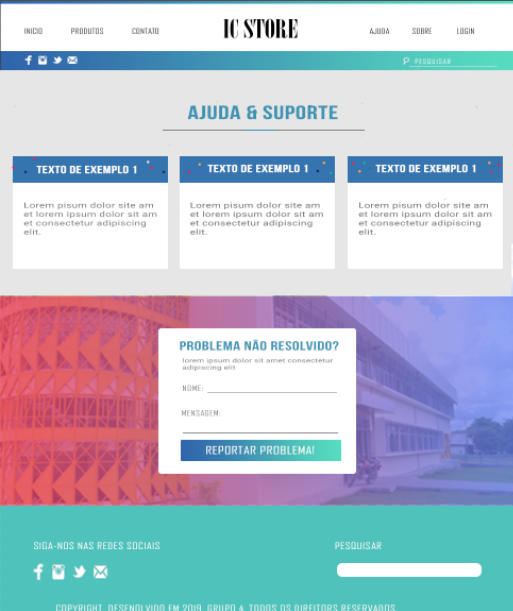 INICIO PRODUTOS CONTATO IC STORE AJUDA SOBRE LOGIN
PESQUISAR
AJUDA & SUPORTE
TEXTO DE EXEMPLO 1
Lorem pisum dolor site am
et lorem ipsum dolor sit am
et consectetur adipiscing
elit.
TEXTO DE EXEMPLO 1
Lorem pisum dolor site am
et lorem ipsum dolor sit am
et consectetur adipiscing
elit.
TEXTO DE EXEMPLO 1
Lorem pisum dolor site am
et lorem ipsum dolor sit am
et consectetur adipiscing
elit.
PROBLEMA NÃO RESOLVIDO?
lorem ipsum dolor sit amet consectetur
adipiscing elit
NOME:
MENSAGEM:
REPORTAR PROBLEMA!
SIGA-NOS NAS REDES SOCIAIS
PESQUISAR
COPYRIGHT. DESENOLVIDO EM 2019. GRUPO 4. TODOS OS DIREITORS RESERVADOS.